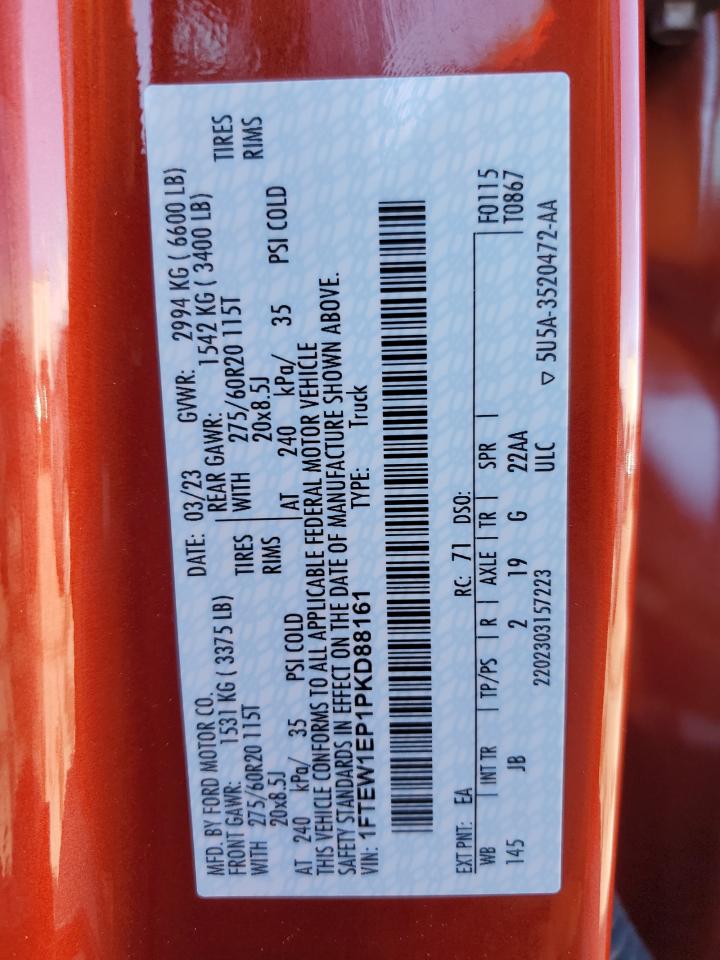 MFD. BY FORD MOTOR CO. DATE: 03/23 GVWR: 2994 KG ( 6600 LB)
FRONT GAWR: 1531 KG ( 3375 LB) REAR GAWR: 1542 KG ( 3400 LB)
WITH 275/60R20 115T TIRES WITH 275/60R20 115T TIRES
20x8.5J RIMS 20x8.5J RIMS
AT 240 kPa/ 35 PSI COLD AT 240 kPa/ 35 PSI COLD
THIS VEHICLE CONFORMS TO ALL APPLICABLE FEDERAL MOTOR VEHICLE
SAFETY STANDARDS IN EFFECT ON THE DATE OF MANUFACTURE SHOWN ABOVE.
VIN: 1FTEW1EP1PKD88161 TYPE: Truck
EXT PNT: EA RC: 71 DSO:
WB INT TR TP/PS R AXLE TR SPR F0115
145 JB 2 19 G 22AA T0867
2202303157223 ULC ▽ 5U5A-3520472-AA